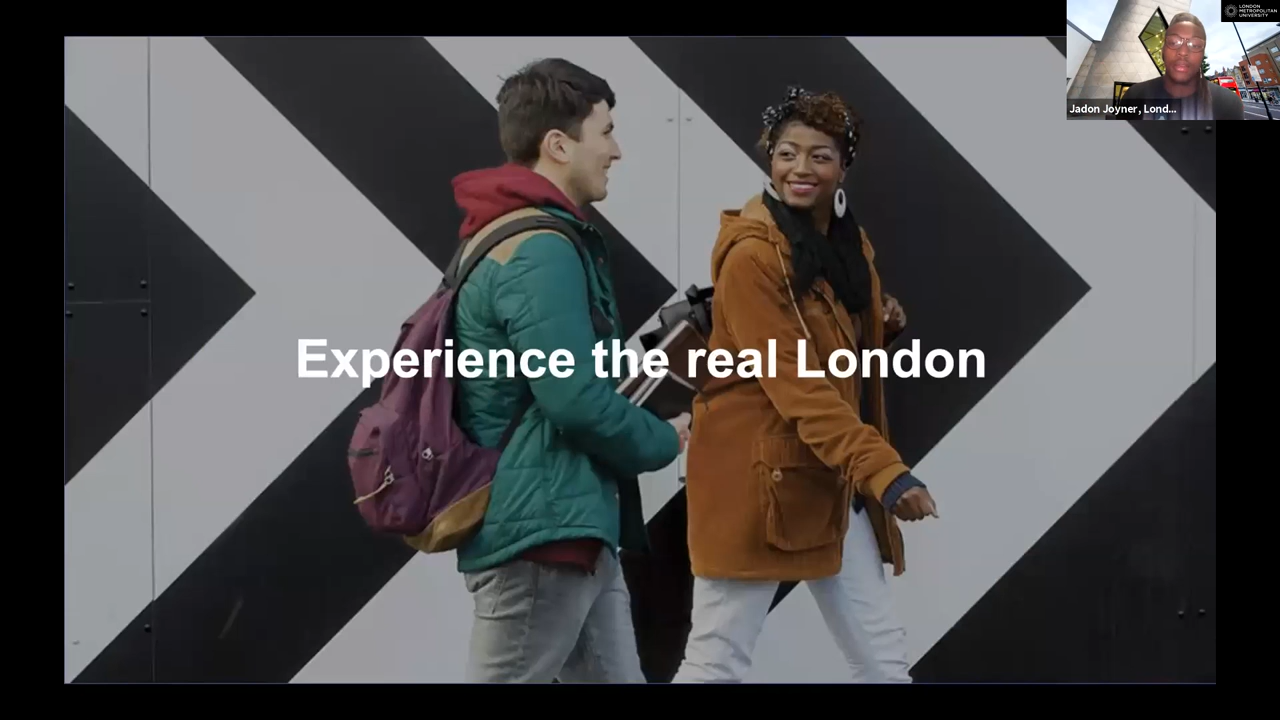 LONDON
METROPOLITAN
UNIVERSITY
Jadon Joyner, Lond...
Experience the real London